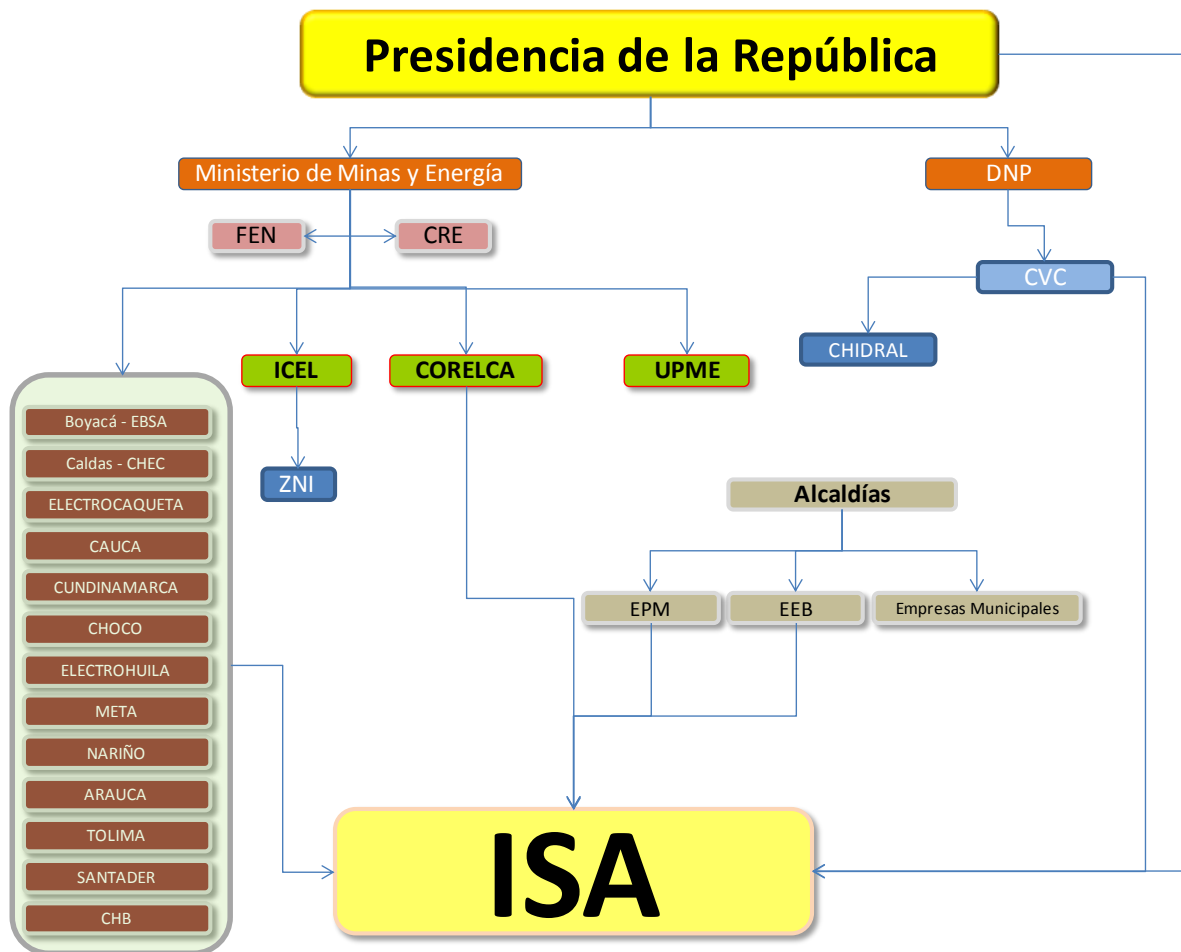 Presidencia de la República
Ministerio de Minas y Energía
DNP
FEN
CRE
CVC
CHIDRAL
ICEL
CORELCA
UPME
Boyacá - EBSA
Caldas - CHEC
ELECTROCAQUETA
CAUCA
CUNDINAMARCA
CHOCO
ELECTROHUILA
META
NARIÑO
ARAUCA
TOLIMA
SANTADER
CHB
ZNI
Alcaldías
EPM
EEB
Empresas Municipales
ISA